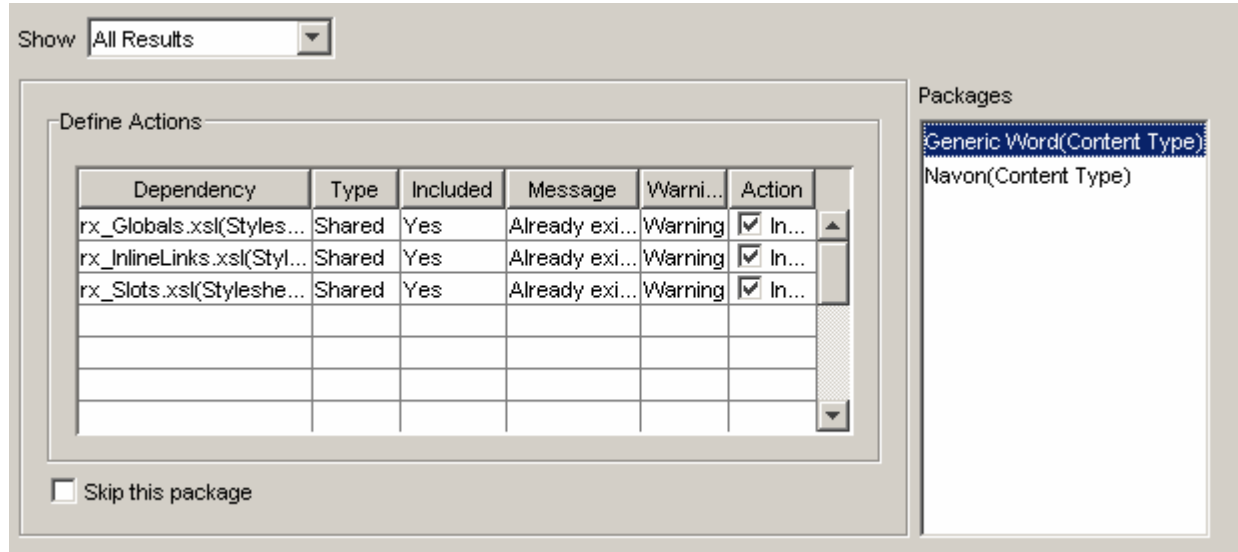 Show All Results
Define Actions
Dependency Type Included Message Warni... Action
rx_Globals.xsl(Styles... Shared Yes Already exi... Warning In...
rx_InlineLinks.xsl(Styl... Shared Yes Already exi... Warning In...
rx_Slots.xsl(Styleshe... Shared Yes Already exi... Warning In...
Skip this package
Packages
Generic Word(Content Type)
Navon(Content Type)